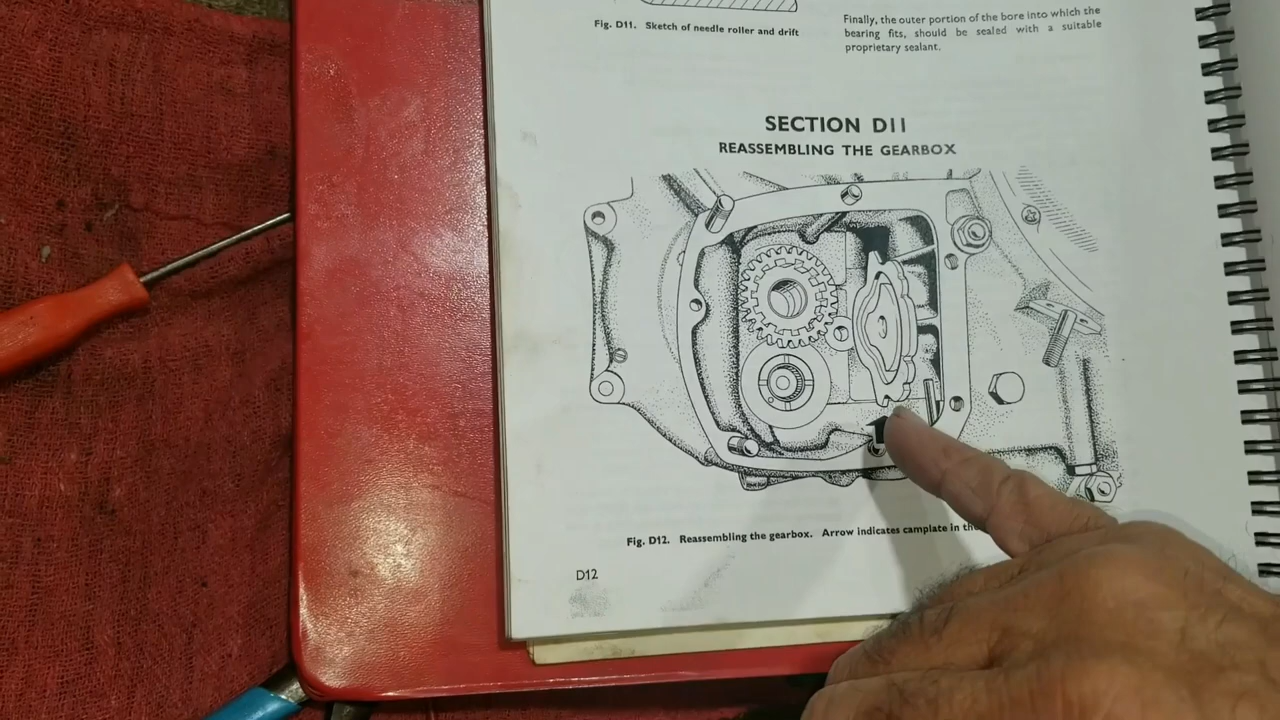 Fig. D11. Sketch of needle roller and drift
Finally, the outer portion of the bore into which the
bearing fits, should be sealed with a suitable
proprietary sealant.
SECTION D11
REASSEMBLING THE GEARBOX
Fig. D12. Reassembling the gearbox. Arrow indicates camplate in the
D12